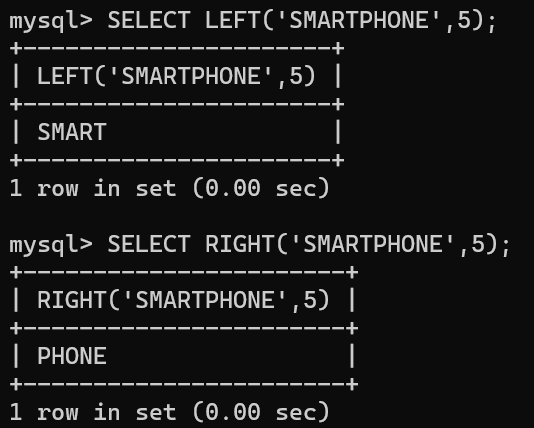 mysql> SELECT LEFT('SMARTPHONE',5);
+----------------------+
| LEFT('SMARTPHONE',5) |
+----------------------+
| SMART                |
+----------------------+
1 row in set (0.00 sec)

mysql> SELECT RIGHT('SMARTPHONE',5);
+-----------------------+
| RIGHT('SMARTPHONE',5) |
+-----------------------+
| PHONE                 |
+-----------------------+
1 row in set (0.00 sec)